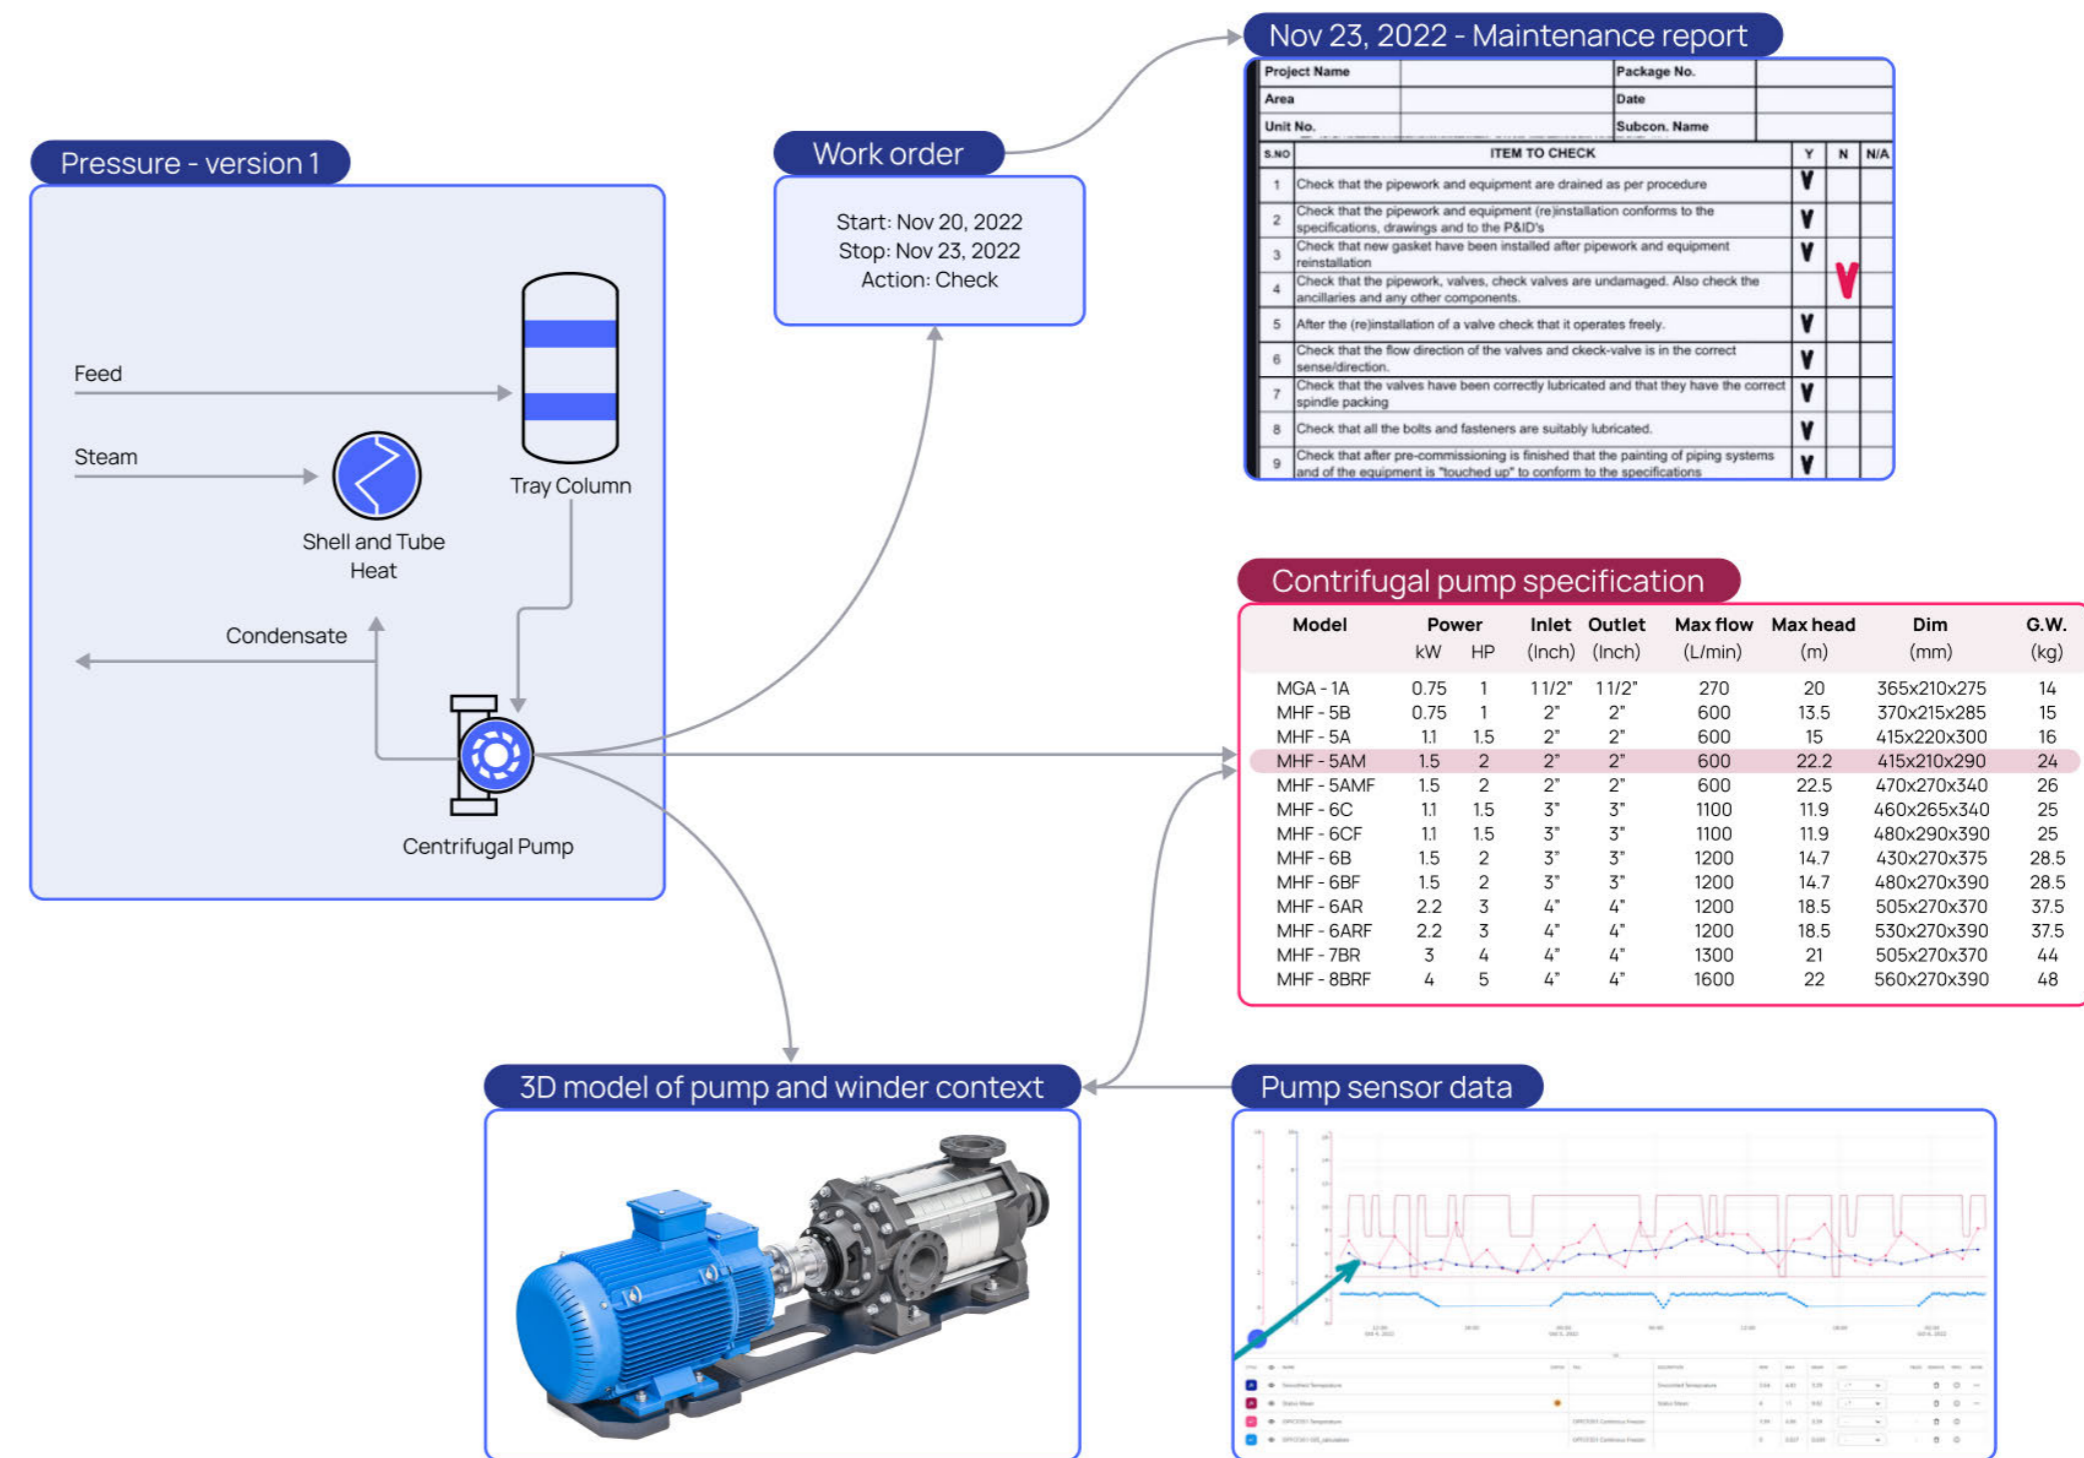 Pressure - version 1
Feed
Steam
Tray Column
Shell and Tube
Heat
Condensate
Centrifugal Pump
Work order
Start: Nov 20, 2022
Stop: Nov 23, 2022
Action: Check
Nov 23, 2022 - Maintenance report
Project Name Package No.
Area Date
Unit No. Subcon. Name
S.NO ITEM TO CHECK Y N N/A
1 Check that the pipework and equipment are drained as per procedure
2 Check that the pipework and equipment (re)installation conforms to the
specifications, drawings and to the P&ID's
3 Check that new gasket have been installed after pipework and equipment
reinstallation
4 Check that the pipework, valves, check valves are undamaged. Also check the
ancillaries and any other components.
5 After the (re)installation of a valve check that it operates freely.
6 Check that the flow direction of the valves and ckeck-valve is in the correct
sense/direction.
7 Check that the valves have been correctly lubricated and that they have the correct
spindle packing
8 Check that all the bolts and fasteners are suitably lubricated.
9 Check that after pre-commissioning is finished that the painting of piping systems
and of the equipment is "touched up" to conform to the specifications
Contrifugal pump specification
Model Power Inlet Outlet Max flow Max head Dim G.W.
kW HP (Inch) (Inch) (L/min) (m) (mm) (kg)
MGA - 1A 0.75 1 1 1/2" 1 1/2" 270 20 365x210x275 14
MHF - 5B 0.75 1 2" 2" 600 13.5 370x215x285 15
MHF - 5A 1.1 1.5 2" 2" 600 15 415x220x300 16
MHF - 5AM 1.5 2 2" 2" 600 22.2 415x210x290 24
MHF - 5AMF 1.5 2 2" 2" 600 22.5 470x270x340 26
MHF - 6C 1.1 1.5 3" 3" 1100 11.9 460x265x340 25
MHF - 6CF 1.1 1.5 3" 3" 1100 11.9 480x290x390 25
MHF - 6B 1.5 2 3" 3" 1200 14.7 430x270x375 28.5
MHF - 6BF 1.5 2 3" 3" 1200 14.7 480x270x390 28.5
MHF - 6AR 2.2 3 4" 4" 1200 18.5 505x270x370 37.5
MHF - 6ARF 2.2 3 4" 4" 1200 18.5 530x270x390 37.5
MHF - 7BR 3 4 4" 4" 1300 21 505x270x370 44
MHF - 8BRF 4 5 4" 4" 1600 22 560x270x390 48
3D model of pump and winder context
Pump sensor data
Smoothed Temperature Smoothed Temperature
Status Mean Status Mean